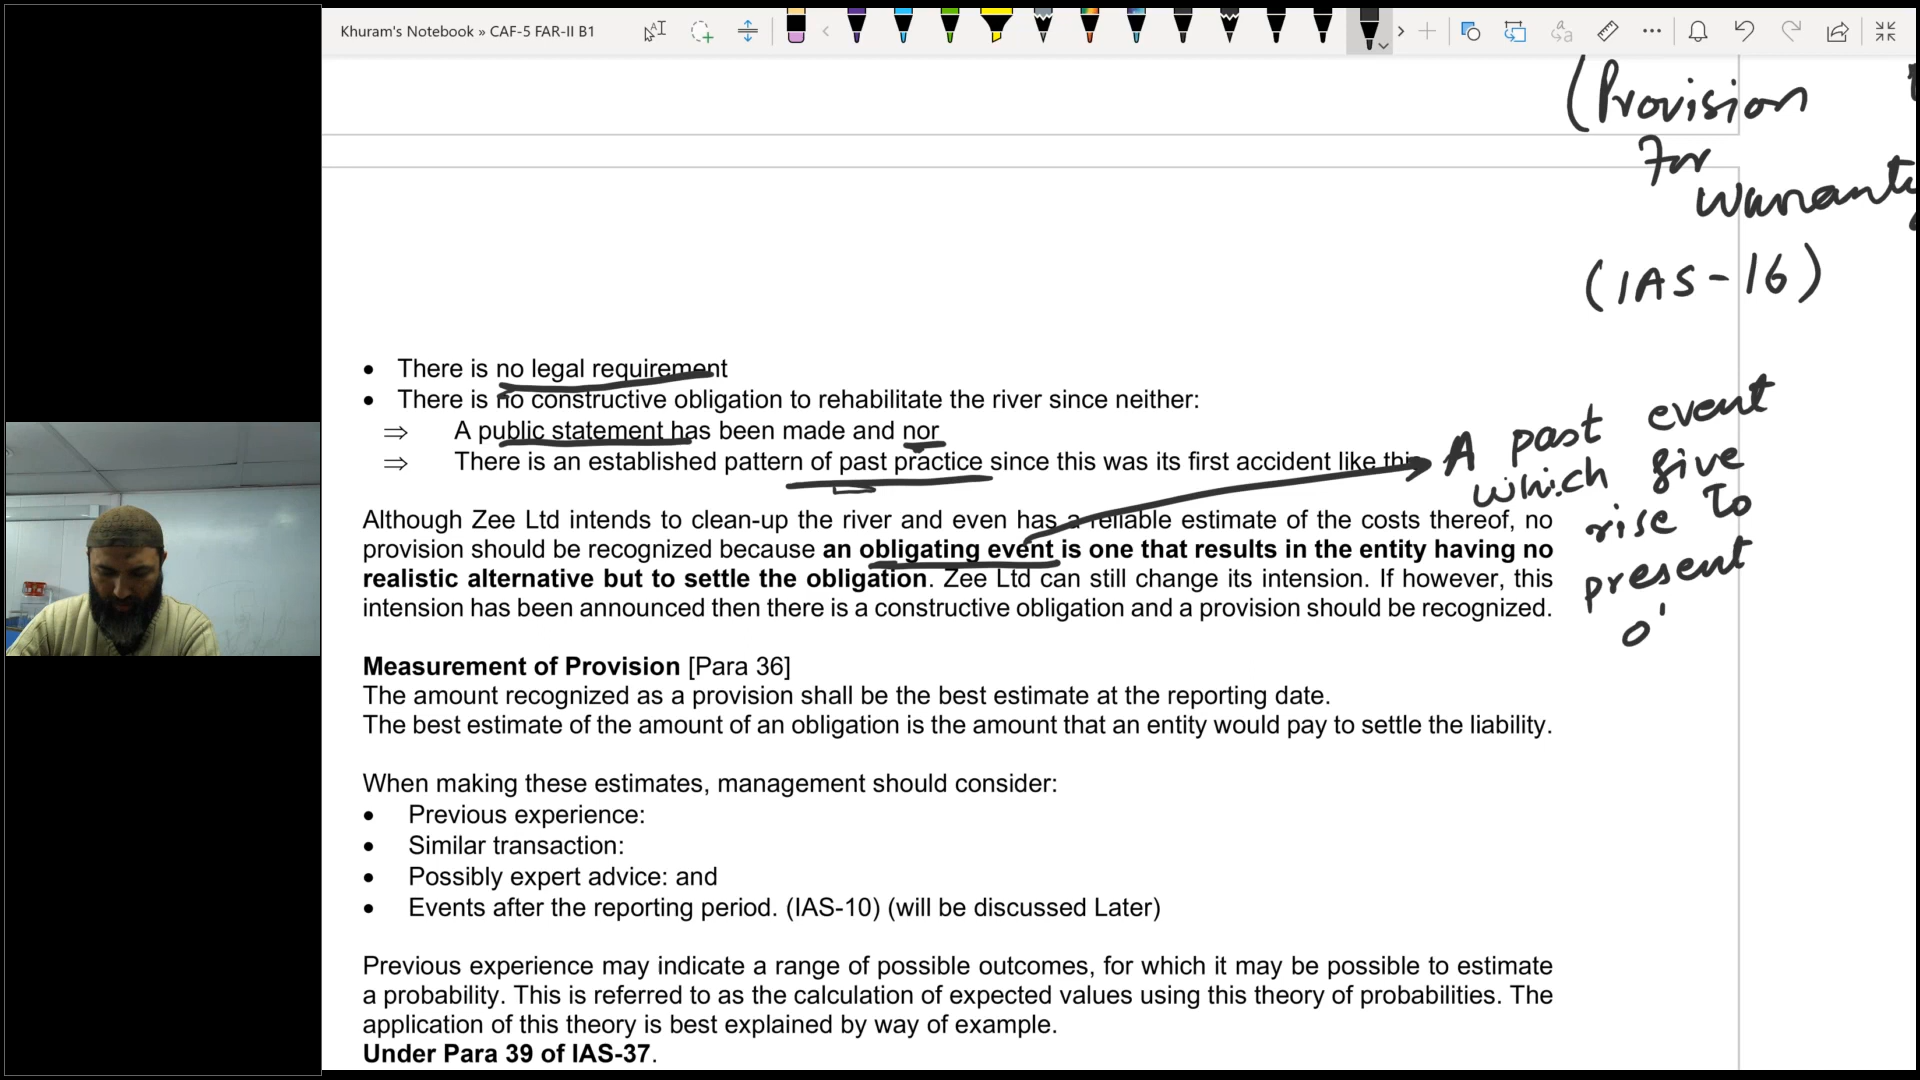 Khuram's Notebook » CAF-5 FAR-II B1
(Provision
For
Warranty
(IAS-16)
• There is no legal requirement
• There is no constructive obligation to rehabilitate the river since neither:
⇒ A public statement has been made and nor
⇒ There is an established pattern of past practice since this was its first accident like this
A past event
which give
rise to
present
o
Although Zee Ltd intends to clean-up the river and even has a reliable estimate of the costs thereof, no
provision should be recognized because an obligating event is one that results in the entity having no
realistic alternative but to settle the obligation. Zee Ltd can still change its intension. If however, this
intension has been announced then there is a constructive obligation and a provision should be recognized.
Measurement of Provision [Para 36]
The amount recognized as a provision shall be the best estimate at the reporting date.
The best estimate of the amount of an obligation is the amount that an entity would pay to settle the liability.
When making these estimates, management should consider:
• Previous experience:
• Similar transaction:
• Possibly expert advice: and
• Events after the reporting period. (IAS-10) (will be discussed Later)
Previous experience may indicate a range of possible outcomes, for which it may be possible to estimate
a probability. This is referred to as the calculation of expected values using this theory of probabilities. The
application of this theory is best explained by way of example.
Under Para 39 of IAS-37.